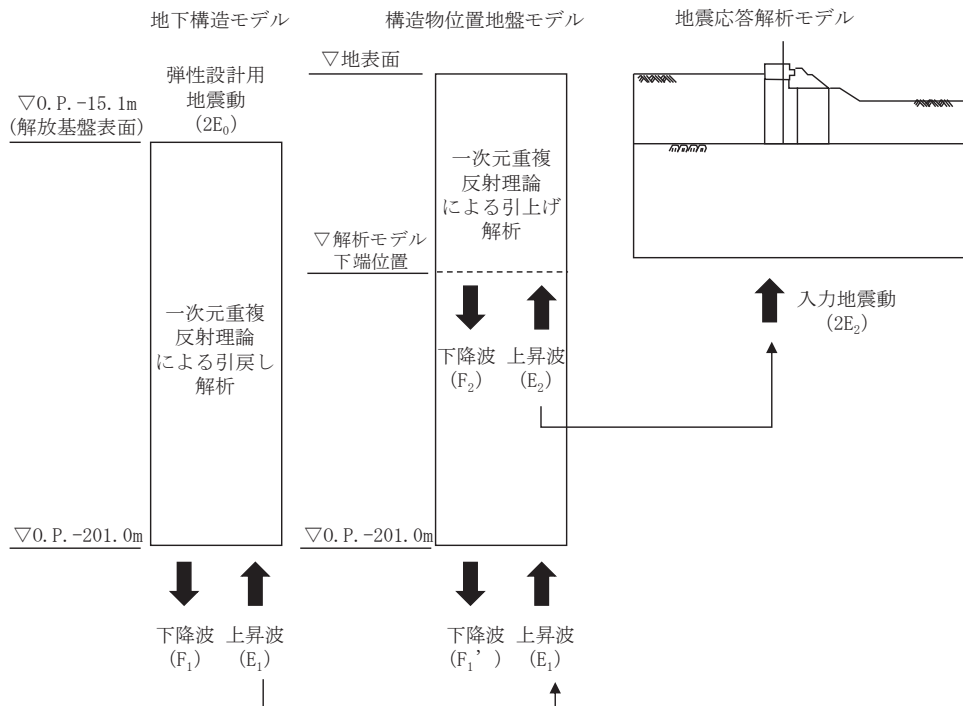 地下構造モデル
▽O.P.-15.1m
(解放基盤表面)
弾性設計用
地震動
(2E₀)
一次元重複
反射理論
による引戻し
解析
▽O.P.-201.0m
下降波
(F₁)
上昇波
(E₁)
構造物位置地盤モデル
▽地表面
一次元重複
反射理論
による引上げ
解析
▽解析モデル
下端位置
下降波
(F₂)
上昇波
(E₂)
▽O.P.-201.0m
下降波
(F₁’)
上昇波
(E₁)
地震応答解析モデル
入力地震動
(2E₂)